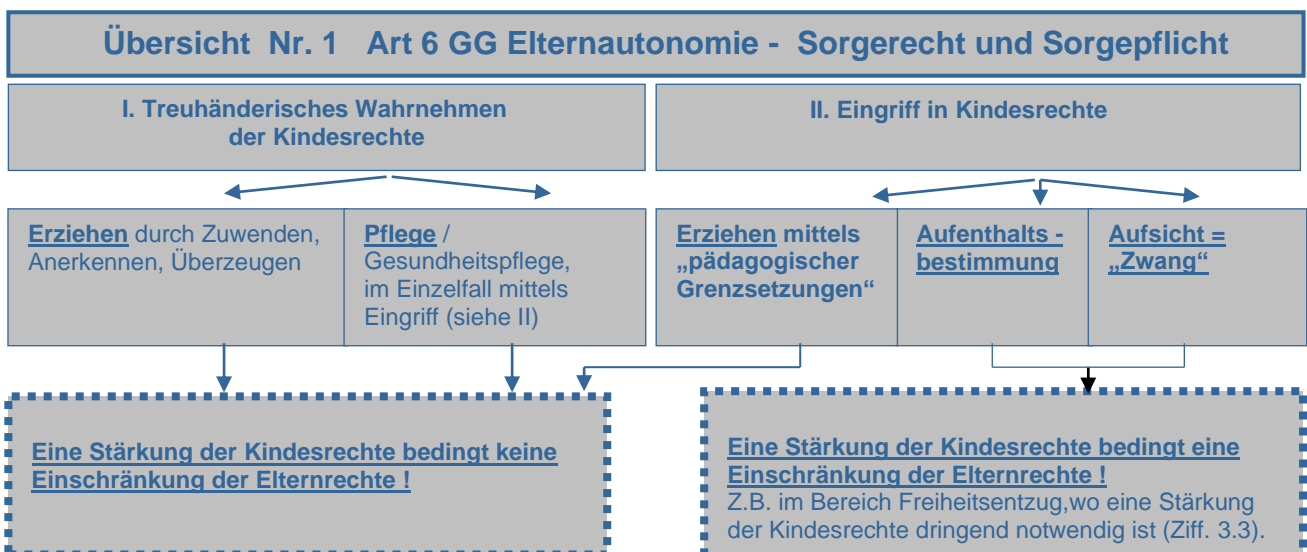 Übersicht Nr. 1 Art 6 GG Elternautonomie - Sorgerecht und Sorgepflicht
I. Treuhänderisches Wahrnehmen
der Kindesrechte
II. Eingriff in Kindesrechte
Erziehen durch Zuwenden,
Anerkennen, Überzeugen
Pflege /
Gesundheitspflege,
im Einzelfall mittels
Eingriff (siehe II)
Erziehen mittels
„pädagogischer
Grenzsetzungen“
Aufenthalts -
bestimmung
Aufsicht =
„Zwang“
Eine Stärkung der Kindesrechte bedingt keine
Einschränkung der Elternrechte !
Eine Stärkung der Kindesrechte bedingt eine
Einschränkung der Elternrechte !
Z.B. im Bereich Freiheitsentzug,wo eine Stärkung
der Kindesrechte dringend notwendig ist (Ziff. 3.3).